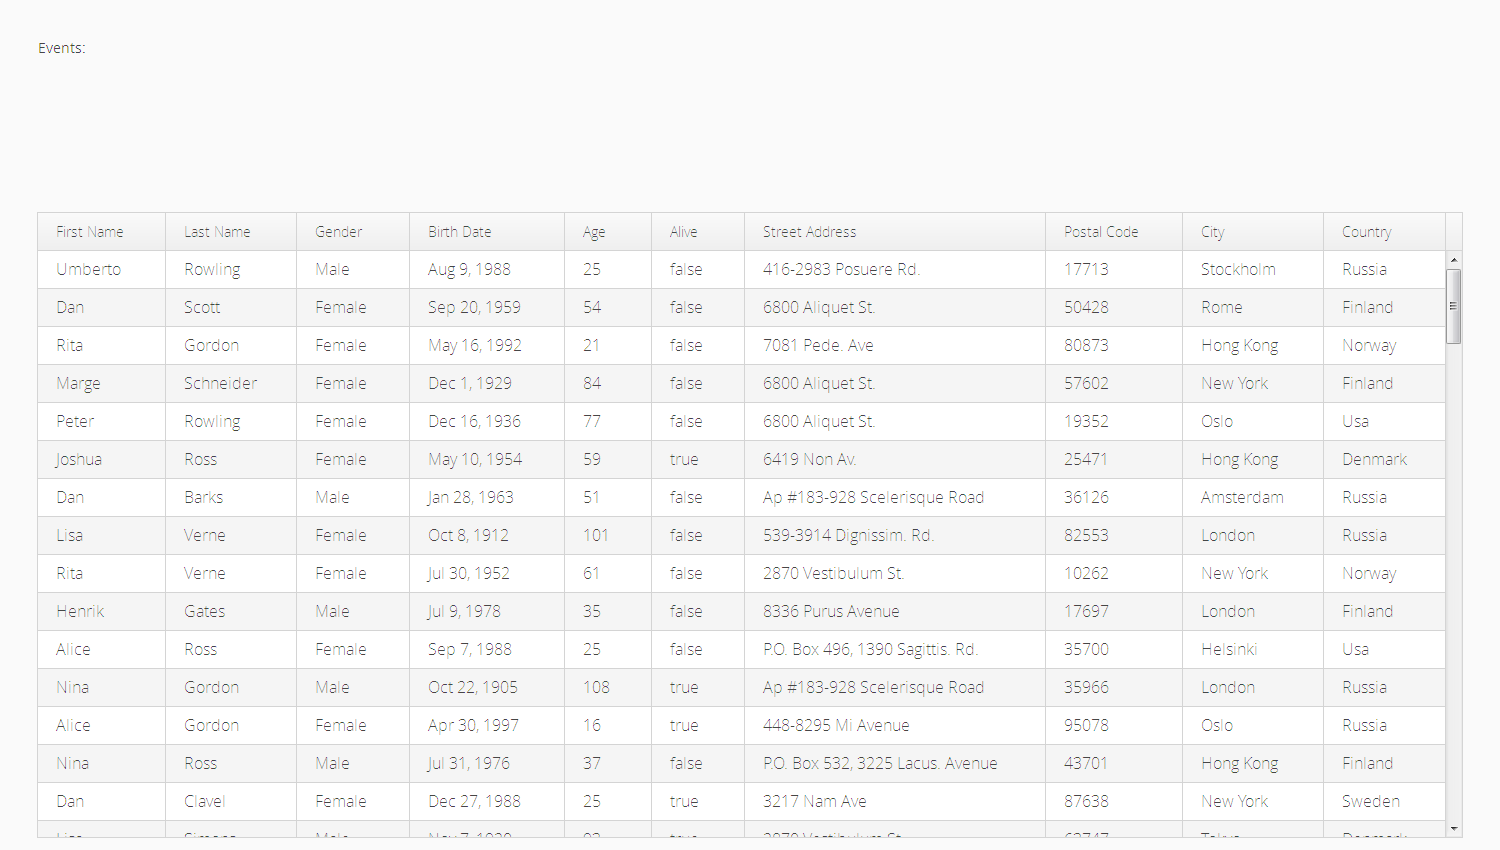 Events:
First Name Last Name Gender Birth Date Age Alive Street Address Postal Code City Country
Umberto Rowling Male Aug 9, 1988 25 false 416-2983 Posuere Rd. 17713 Stockholm Russia
Dan Scott Female Sep 20, 1959 54 false 6800 Aliquet St. 50428 Rome Finland
Rita Gordon Female May 16, 1992 21 false 7081 Pede. Ave 80873 Hong Kong Norway
Marge Schneider Female Dec 1, 1929 84 false 6800 Aliquet St. 57602 New York Finland
Peter Rowling Female Dec 16, 1936 77 false 6800 Aliquet St. 19352 Oslo Usa
Joshua Ross Female May 10, 1954 59 true 6419 Non Av. 25471 Hong Kong Denmark
Dan Barks Male Jan 28, 1963 51 false Ap #183-928 Scelerisque Road 36126 Amsterdam Russia
Lisa Verne Female Oct 8, 1912 101 false 539-3914 Dignissim. Rd. 82553 London Russia
Rita Verne Female Jul 30, 1952 61 false 2870 Vestibulum St. 10262 New York Norway
Henrik Gates Male Jul 9, 1978 35 false 8336 Purus Avenue 17697 London Finland
Alice Ross Female Sep 7, 1988 25 false P.O. Box 496, 1390 Sagittis. Rd. 35700 Helsinki Usa
Nina Gordon Male Oct 22, 1905 108 true Ap #183-928 Scelerisque Road 35966 London Russia
Alice Gordon Female Apr 30, 1997 16 true 448-8295 Mi Avenue 95078 Oslo Russia
Nina Ross Male Jul 31, 1976 37 false P.O. Box 532, 3225 Lacus. Avenue 43701 Hong Kong Finland
Dan Clavel Female Dec 27, 1988 25 true 3217 Nam Ave 87638 New York Sweden